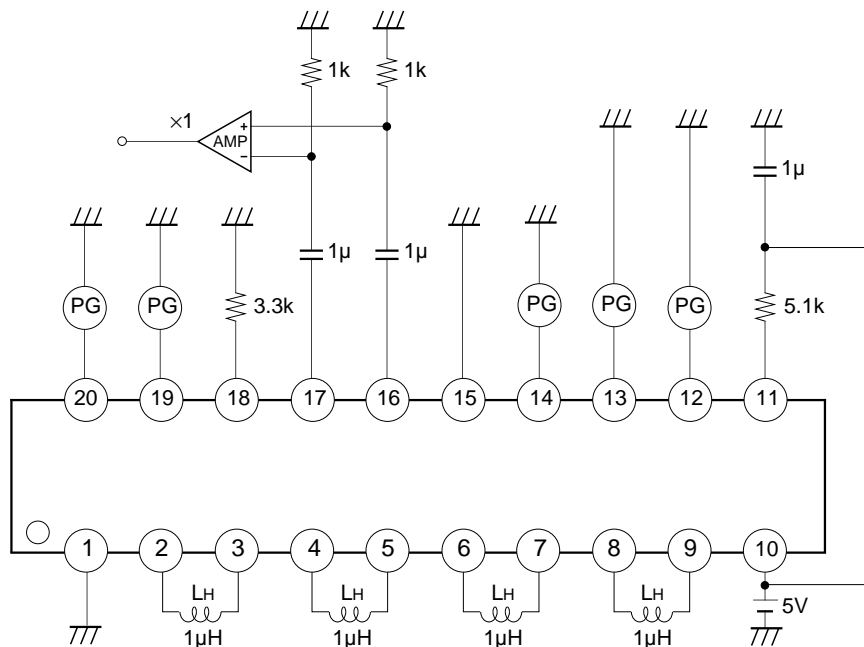 1k 1k
×1
+
AMP
−
1μ
1μ 1μ
PG PG 3.3k PG PG PG 5.1k
20 19 18 17 16 15 14 13 12 11
1 2 3 4 5 6 7 8 9 10
LH LH LH LH
5V
1μH 1μH 1μH 1μH